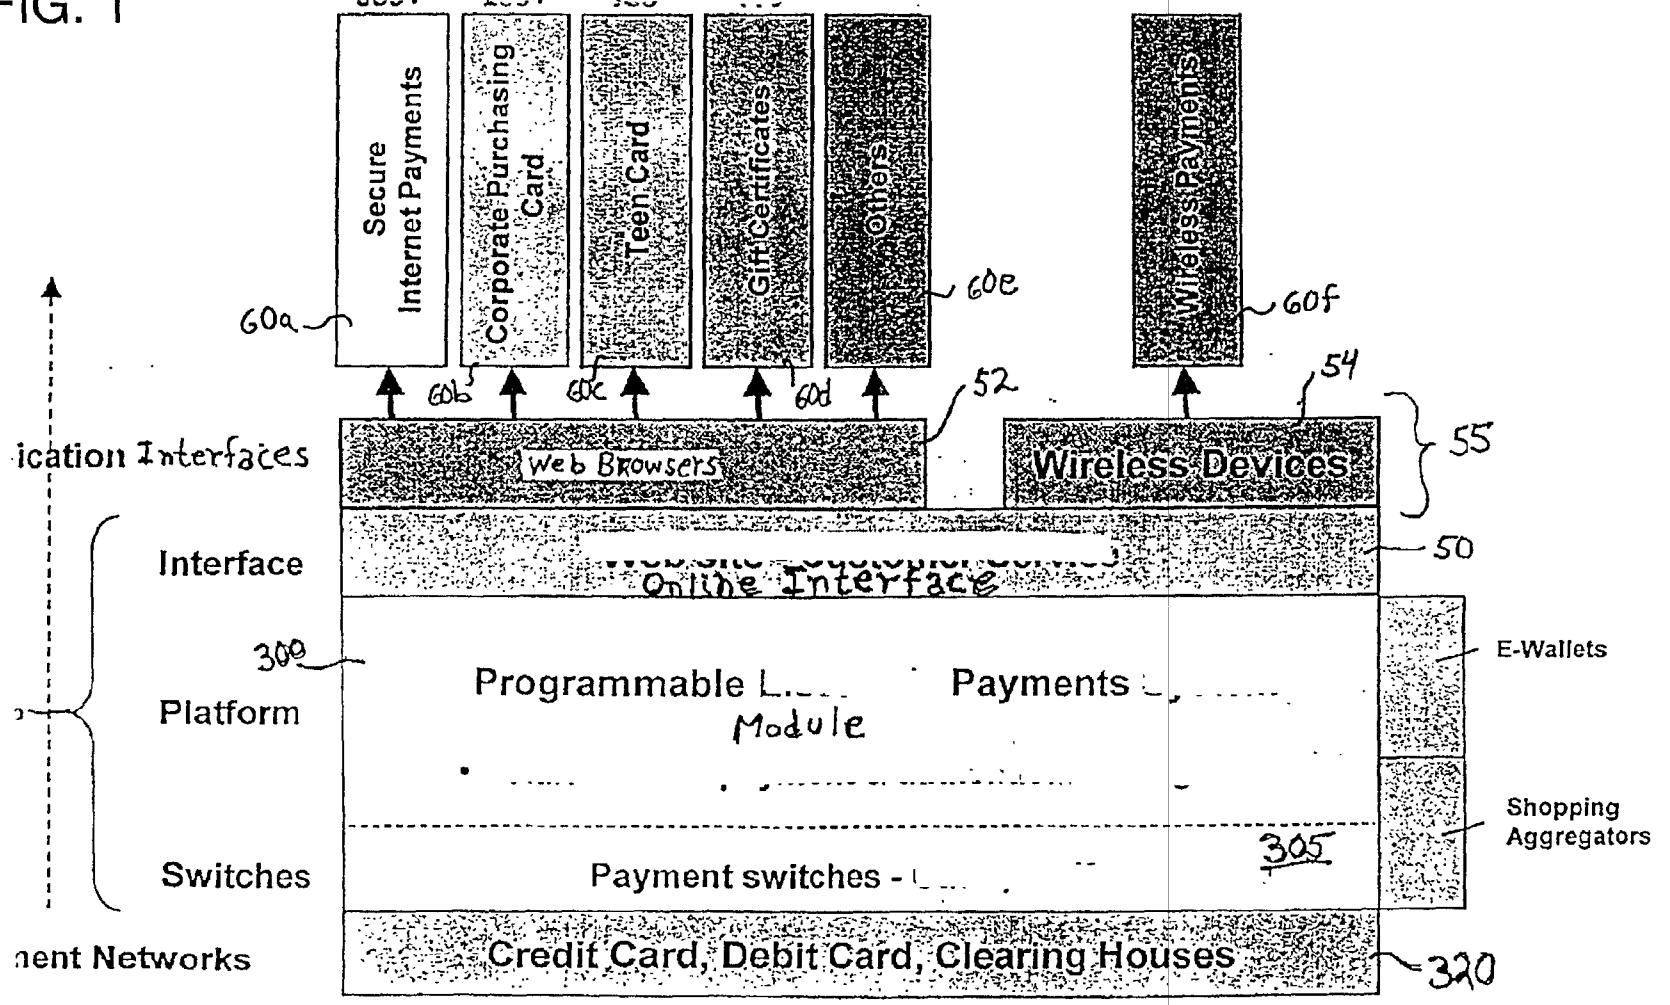 FIG. 1
Secure
Internet Payments
Corporate Purchasing
Card
Teen Card
Gift Certificates
Others
Wireless Payments
60a
60b
60c
60d
60e
60f
52
54
55
ication Interfaces
Web Browsers
Wireless Devices
Interface
Online Interface
50
300
Platform
Programmable
Module
Payments
E-Wallets
Shopping
Aggregators
Switches
Payment switches -
305
ment Networks
Credit Card, Debit Card, Clearing Houses
320